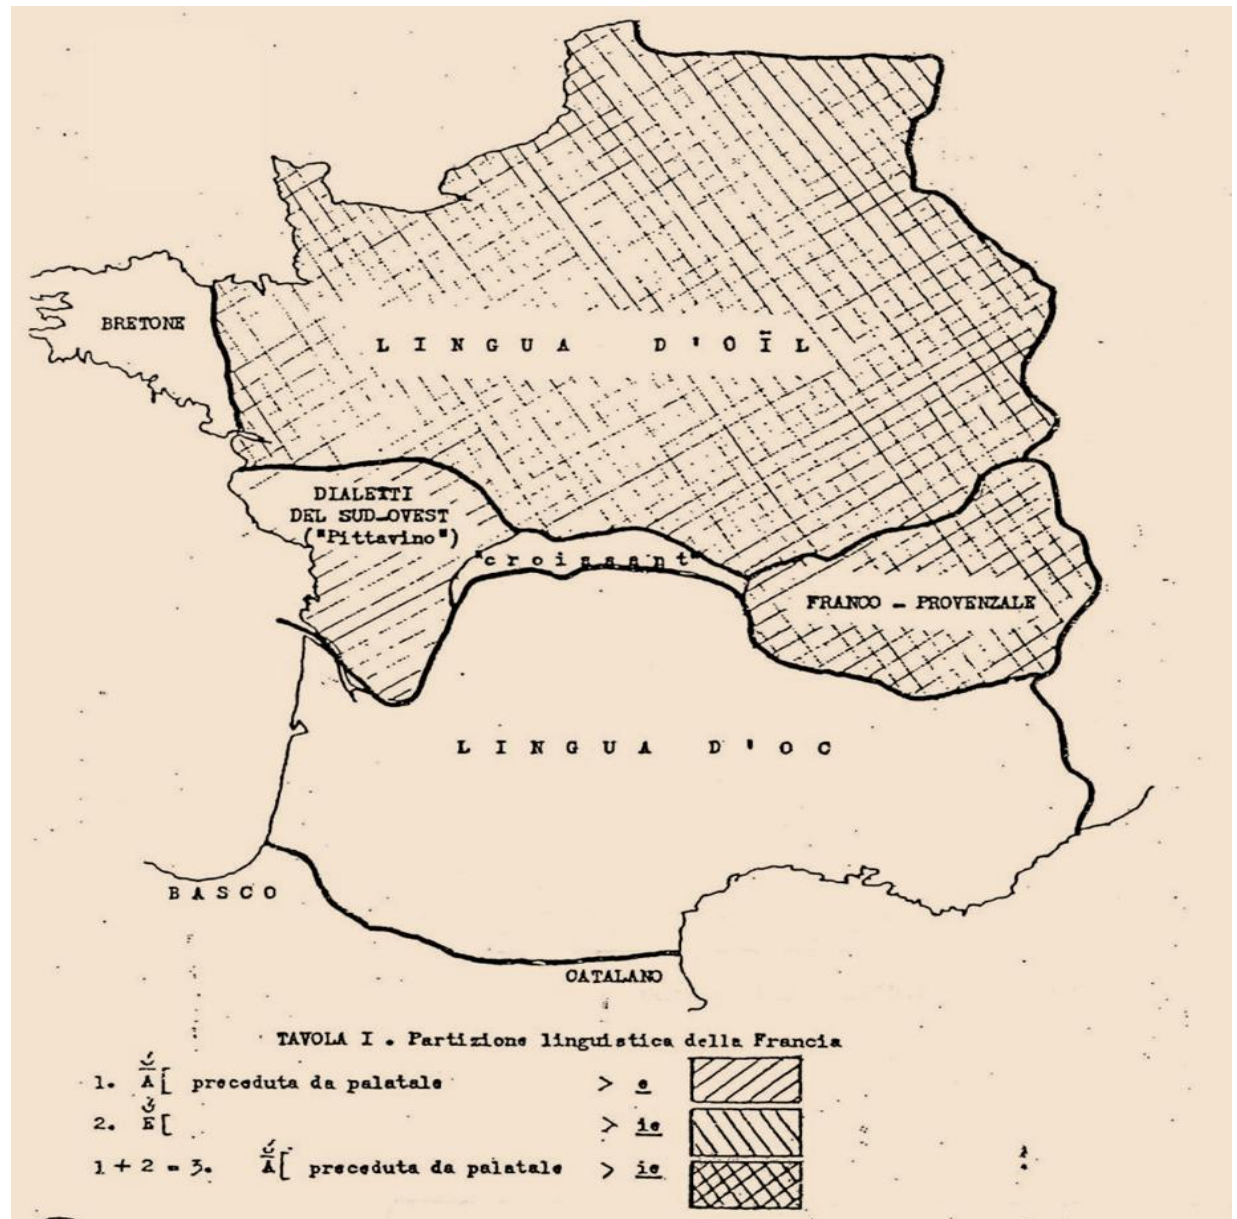 BRETONE
LINGUA D'OĪL
DIALETTI
DEL SUD-OVEST
("Pittavino")
"croissant"
FRANCO - PROVENZALE
LINGUA D'OC
BASCO
CATALANO
TAVOLA I . Partizione linguistica della Francia
1. A[ preceduta da palatale > e
2. E[ > ie
1 + 2 = 3. A[ preceduta da palatale > ie